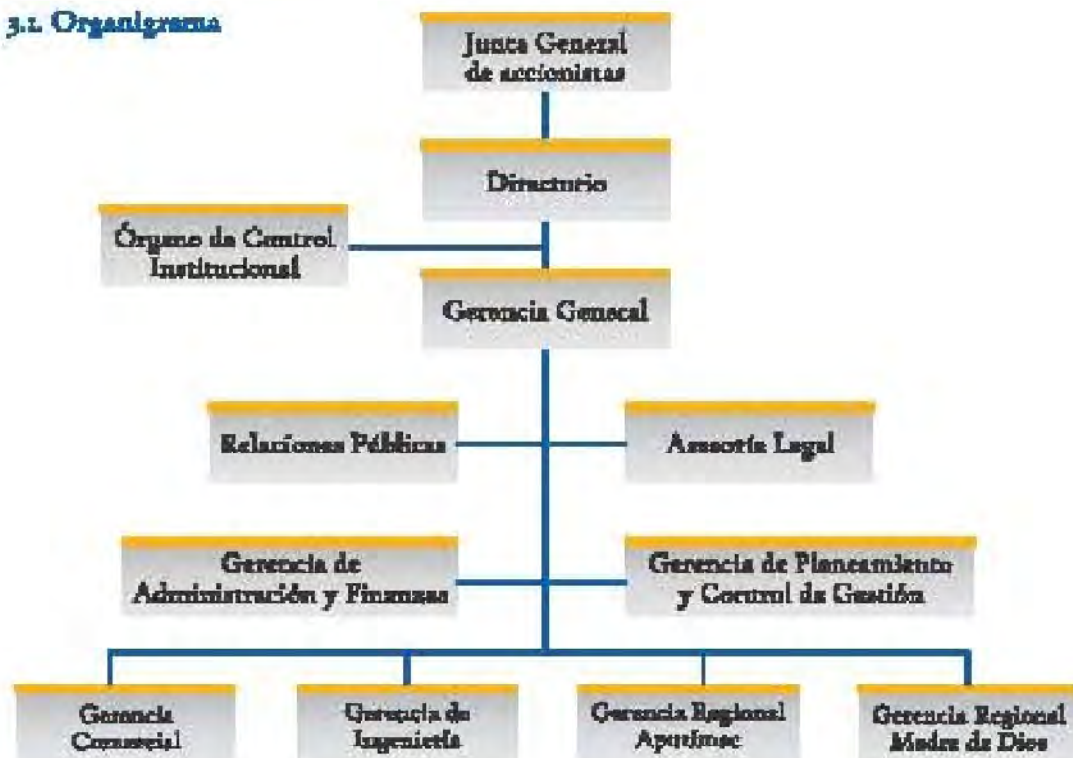 3.1. Organigrama
Junta General
de accionistas
Directorio
Órgano de Control
Institucional
Gerencia General
Relaciones Públicas
Asesoría Legal
Gerencia de
Administración y Finanzas
Gerencia de Planeamiento
y Control de Gestión
Gerencia
Comercial
Gerencia de
Ingeniería
Gerencia Regional
Apurímac
Gerencia Regional
Madre de Dios